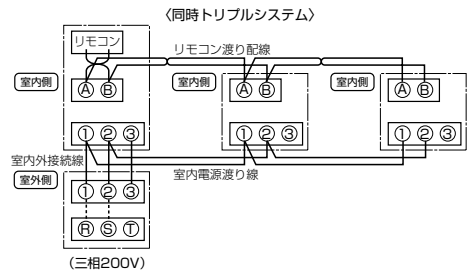 〈同時トリプルシステム〉
リモコン
リモコン渡り配線
室内側
Ⓐ Ⓑ
室内側
Ⓐ Ⓑ
室内側
Ⓐ Ⓑ
① ② ③
① ② ③
① ② ③
室内外接続線
室内電源渡り線
室外側
① ② ③
Ⓡ Ⓢ Ⓣ
(三相200V)